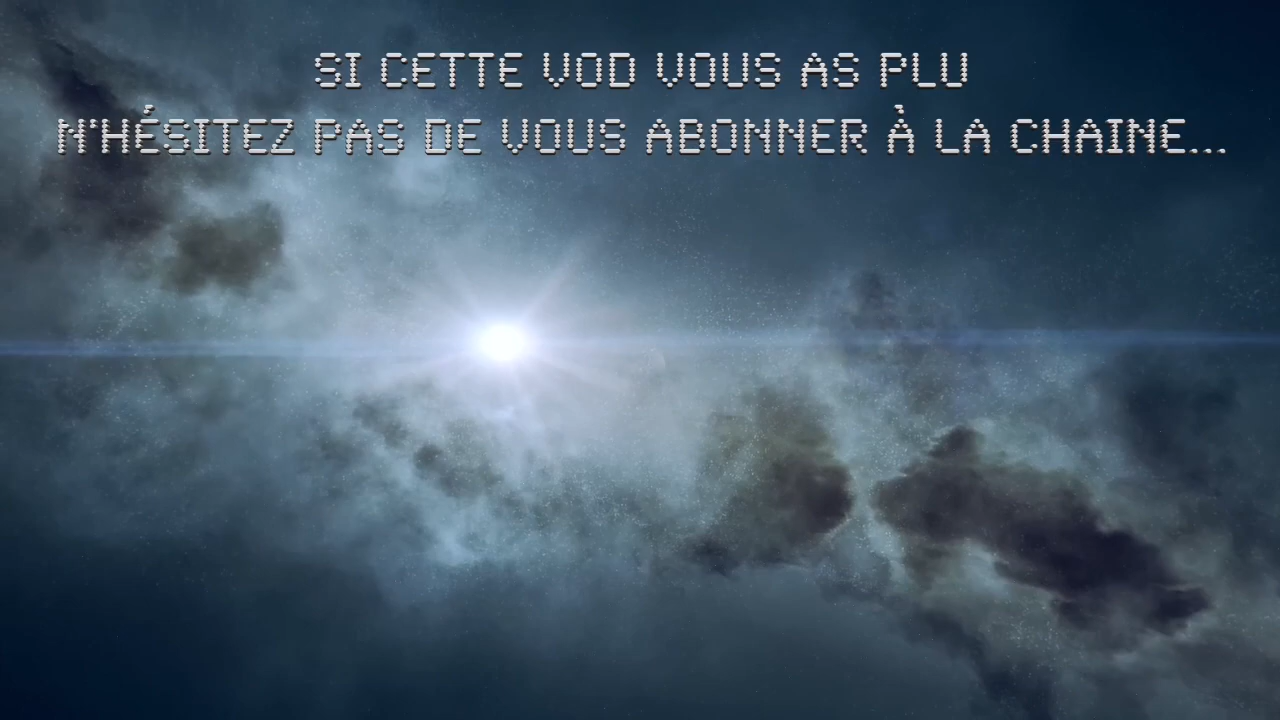 SI CETTE VOD VOUS AS PLU
N'HÉSITEZ PAS DE VOUS ABONNER À LA CHAINE...